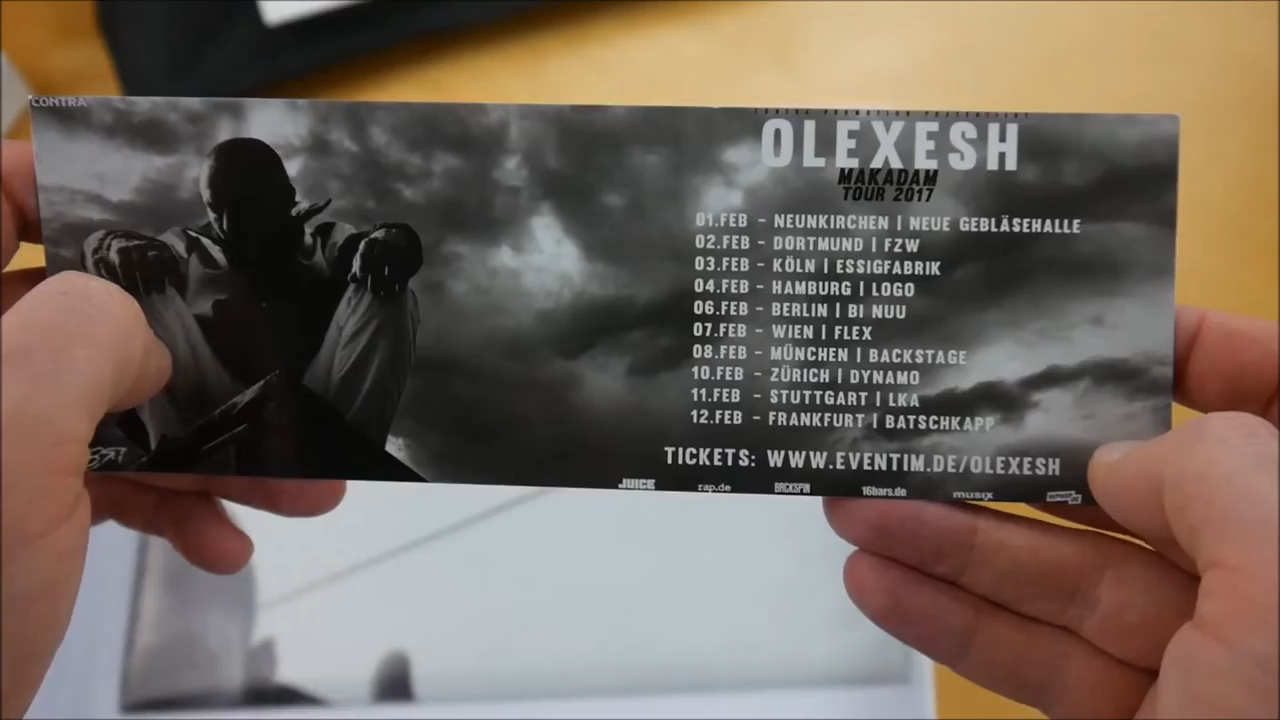 CONTRA
OLEXESH
MAKADAM
TOUR 2017
01.FEB – NEUNKIRCHEN | NEUE GEBLÄSEHALLE
02.FEB – DORTMUND | FZW
03.FEB – KÖLN | ESSIGFABRIK
04.FEB – HAMBURG | LOGO
06.FEB – BERLIN | BI NUU
07.FEB – WIEN | FLEX
08.FEB – MÜNCHEN | BACKSTAGE
10.FEB – ZÜRICH | DYNAMO
11.FEB – STUTTGART | LKA
12.FEB – FRANKFURT | BATSCHKAPP
TICKETS: WWW.EVENTIM.DE/OLEXESH
JUICE rap.de BACKSPIN 16bars.de musix